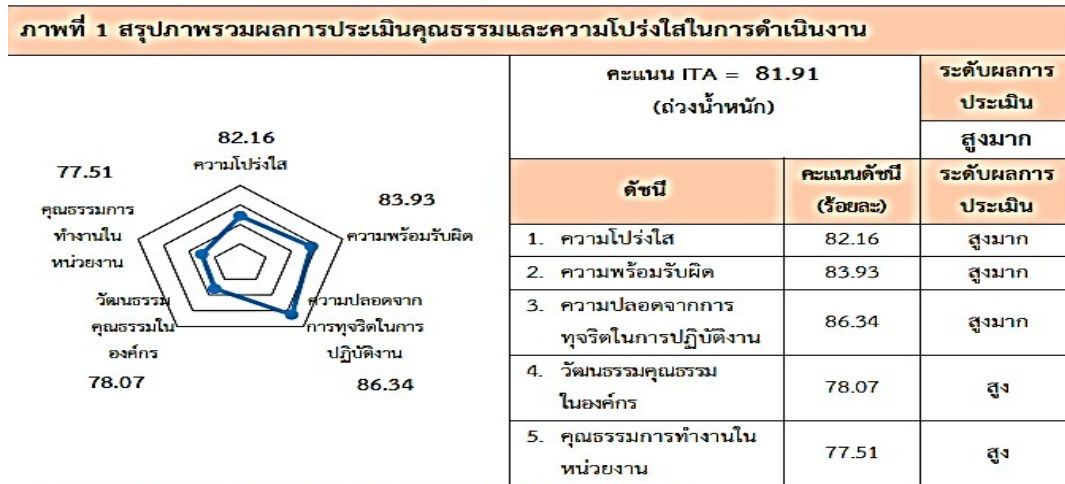 ภาพที่ 1 สรุปภาพรวมผลการประเมินคุณธรรมและความโปร่งใสในการดำเนินงาน
82.16
ความโปร่งใส
77.51
คุณธรรมการ
ทำงานใน
หน่วยงาน
83.93
ความพร้อมรับผิด
วัฒนธรรม
คุณธรรมใน
องค์กร
78.07
ความปลอดจาก
การทุจริตในการ
ปฏิบัติงาน
86.34
คะแนน ITA = 81.91
(ถ่วงน้ำหนัก)
ระดับผลการ
ประเมิน
สูงมาก
ดัชนี
คะแนนดัชนี
(ร้อยละ)
ระดับผลการ
ประเมิน
1. ความโปร่งใส 82.16 สูงมาก
2. ความพร้อมรับผิด 83.93 สูงมาก
3. ความปลอดจากการ
ทุจริตในการปฏิบัติงาน 86.34 สูงมาก
4. วัฒนธรรมคุณธรรม
ในองค์กร 78.07 สูง
5. คุณธรรมการทำงานใน
หน่วยงาน 77.51 สูง